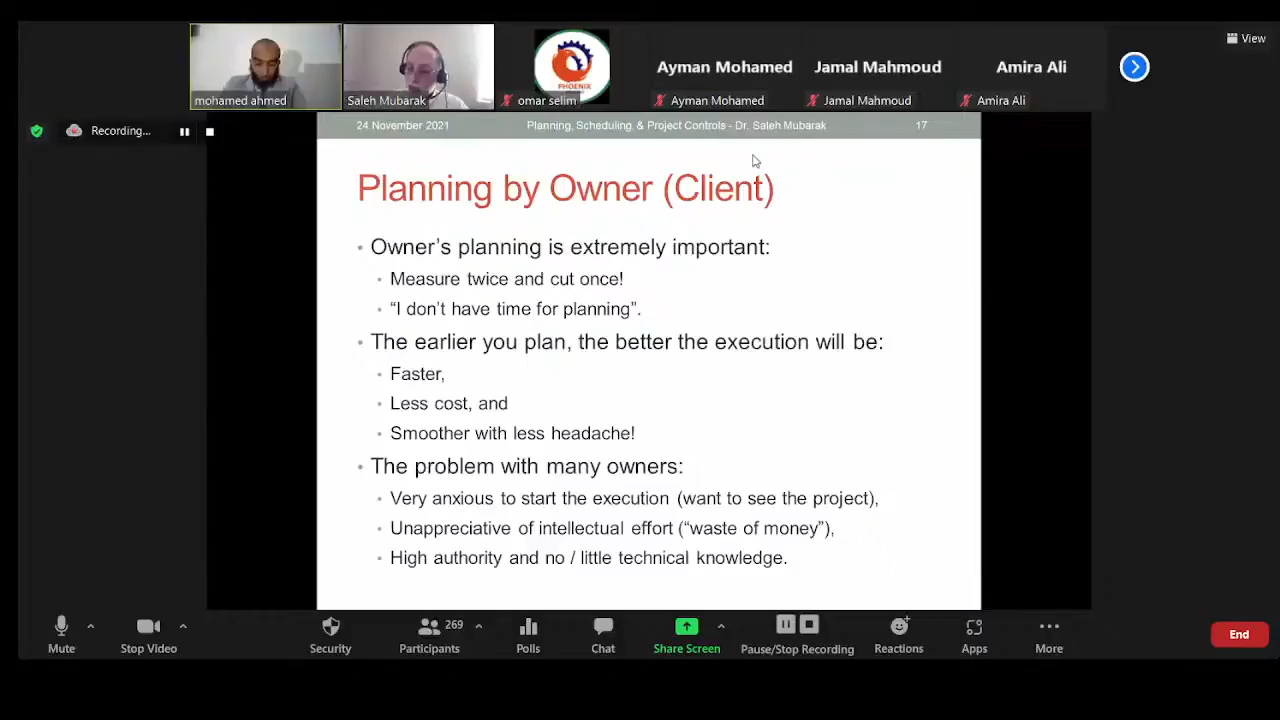 View
PHOENIX
Ayman Mohamed
Jamal Mahmoud
Amira Ali
mohamed ahmed
Saleh Mubarak
omar selim
Ayman Mohamed
Jamal Mahmoud
Amira Ali
Recording...
24 November 2021
Planning, Scheduling, & Project Controls - Dr. Saleh Mubarak
17
Planning by Owner (Client)
• Owner's planning is extremely important:
• Measure twice and cut once!
• “I don't have time for planning”.
• The earlier you plan, the better the execution will be:
• Faster,
• Less cost, and
• Smoother with less headache!
• The problem with many owners:
• Very anxious to start the execution (want to see the project),
• Unappreciative of intellectual effort (“waste of money”),
• High authority and no / little technical knowledge.
Mute
Stop Video
Security
Participants
269
Polls
Chat
Share Screen
Pause/Stop Recording
Reactions
Apps
More
End